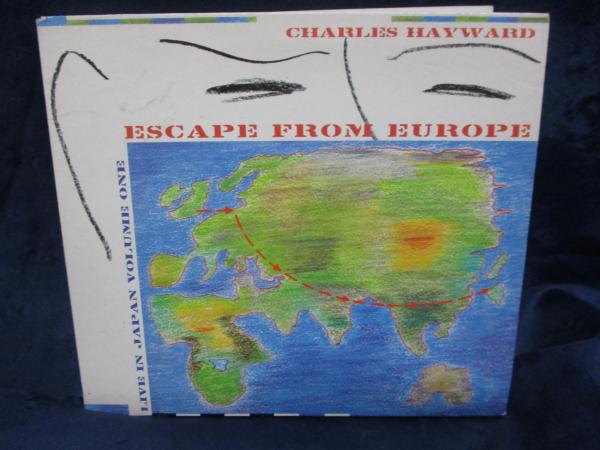 CHARLES HAYWARD
ESCAPE FROM EUROPE
LIVE IN JAPAN VOLUME ONE